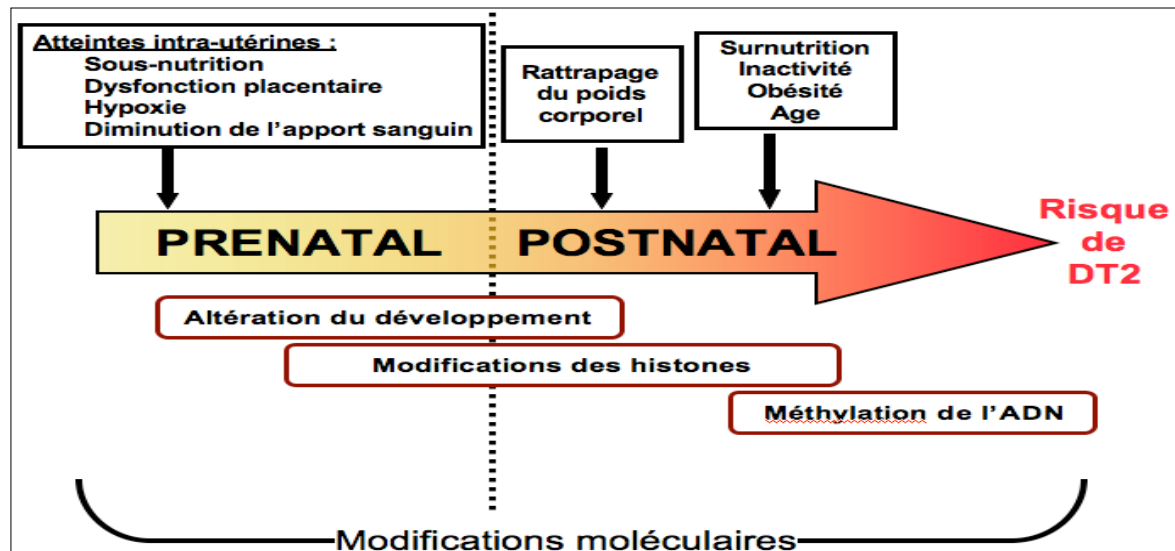 Atteintes intra-utérines :
Sous-nutrition
Dysfonction placentaire
Hypoxie
Diminution de l'apport sanguin
Rattrapage
du poids
corporel
Surnutrition
Inactivité
Obésité
Age
PRENATAL
POSTNATAL
Risque
de
DT2
Altération du développement
Modifications des histones
Méthylation de l'ADN
Modifications moléculaires